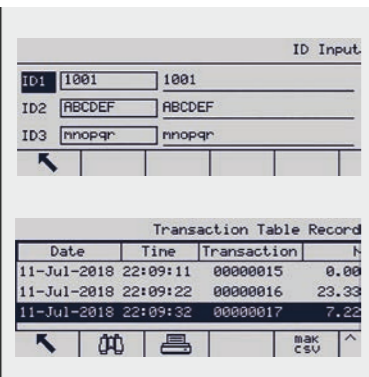 ID Input
ID1 1001 1001
ID2 ABCDEF ABCDEF
ID3 mnopqr mnopqr
Transaction Table Record
Date Time Transaction N
11-Jul-2018 22:09:11 00000015 0.00
11-Jul-2018 22:09:22 00000016 23.33
11-Jul-2018 22:09:32 00000017 7.22
mak
csv